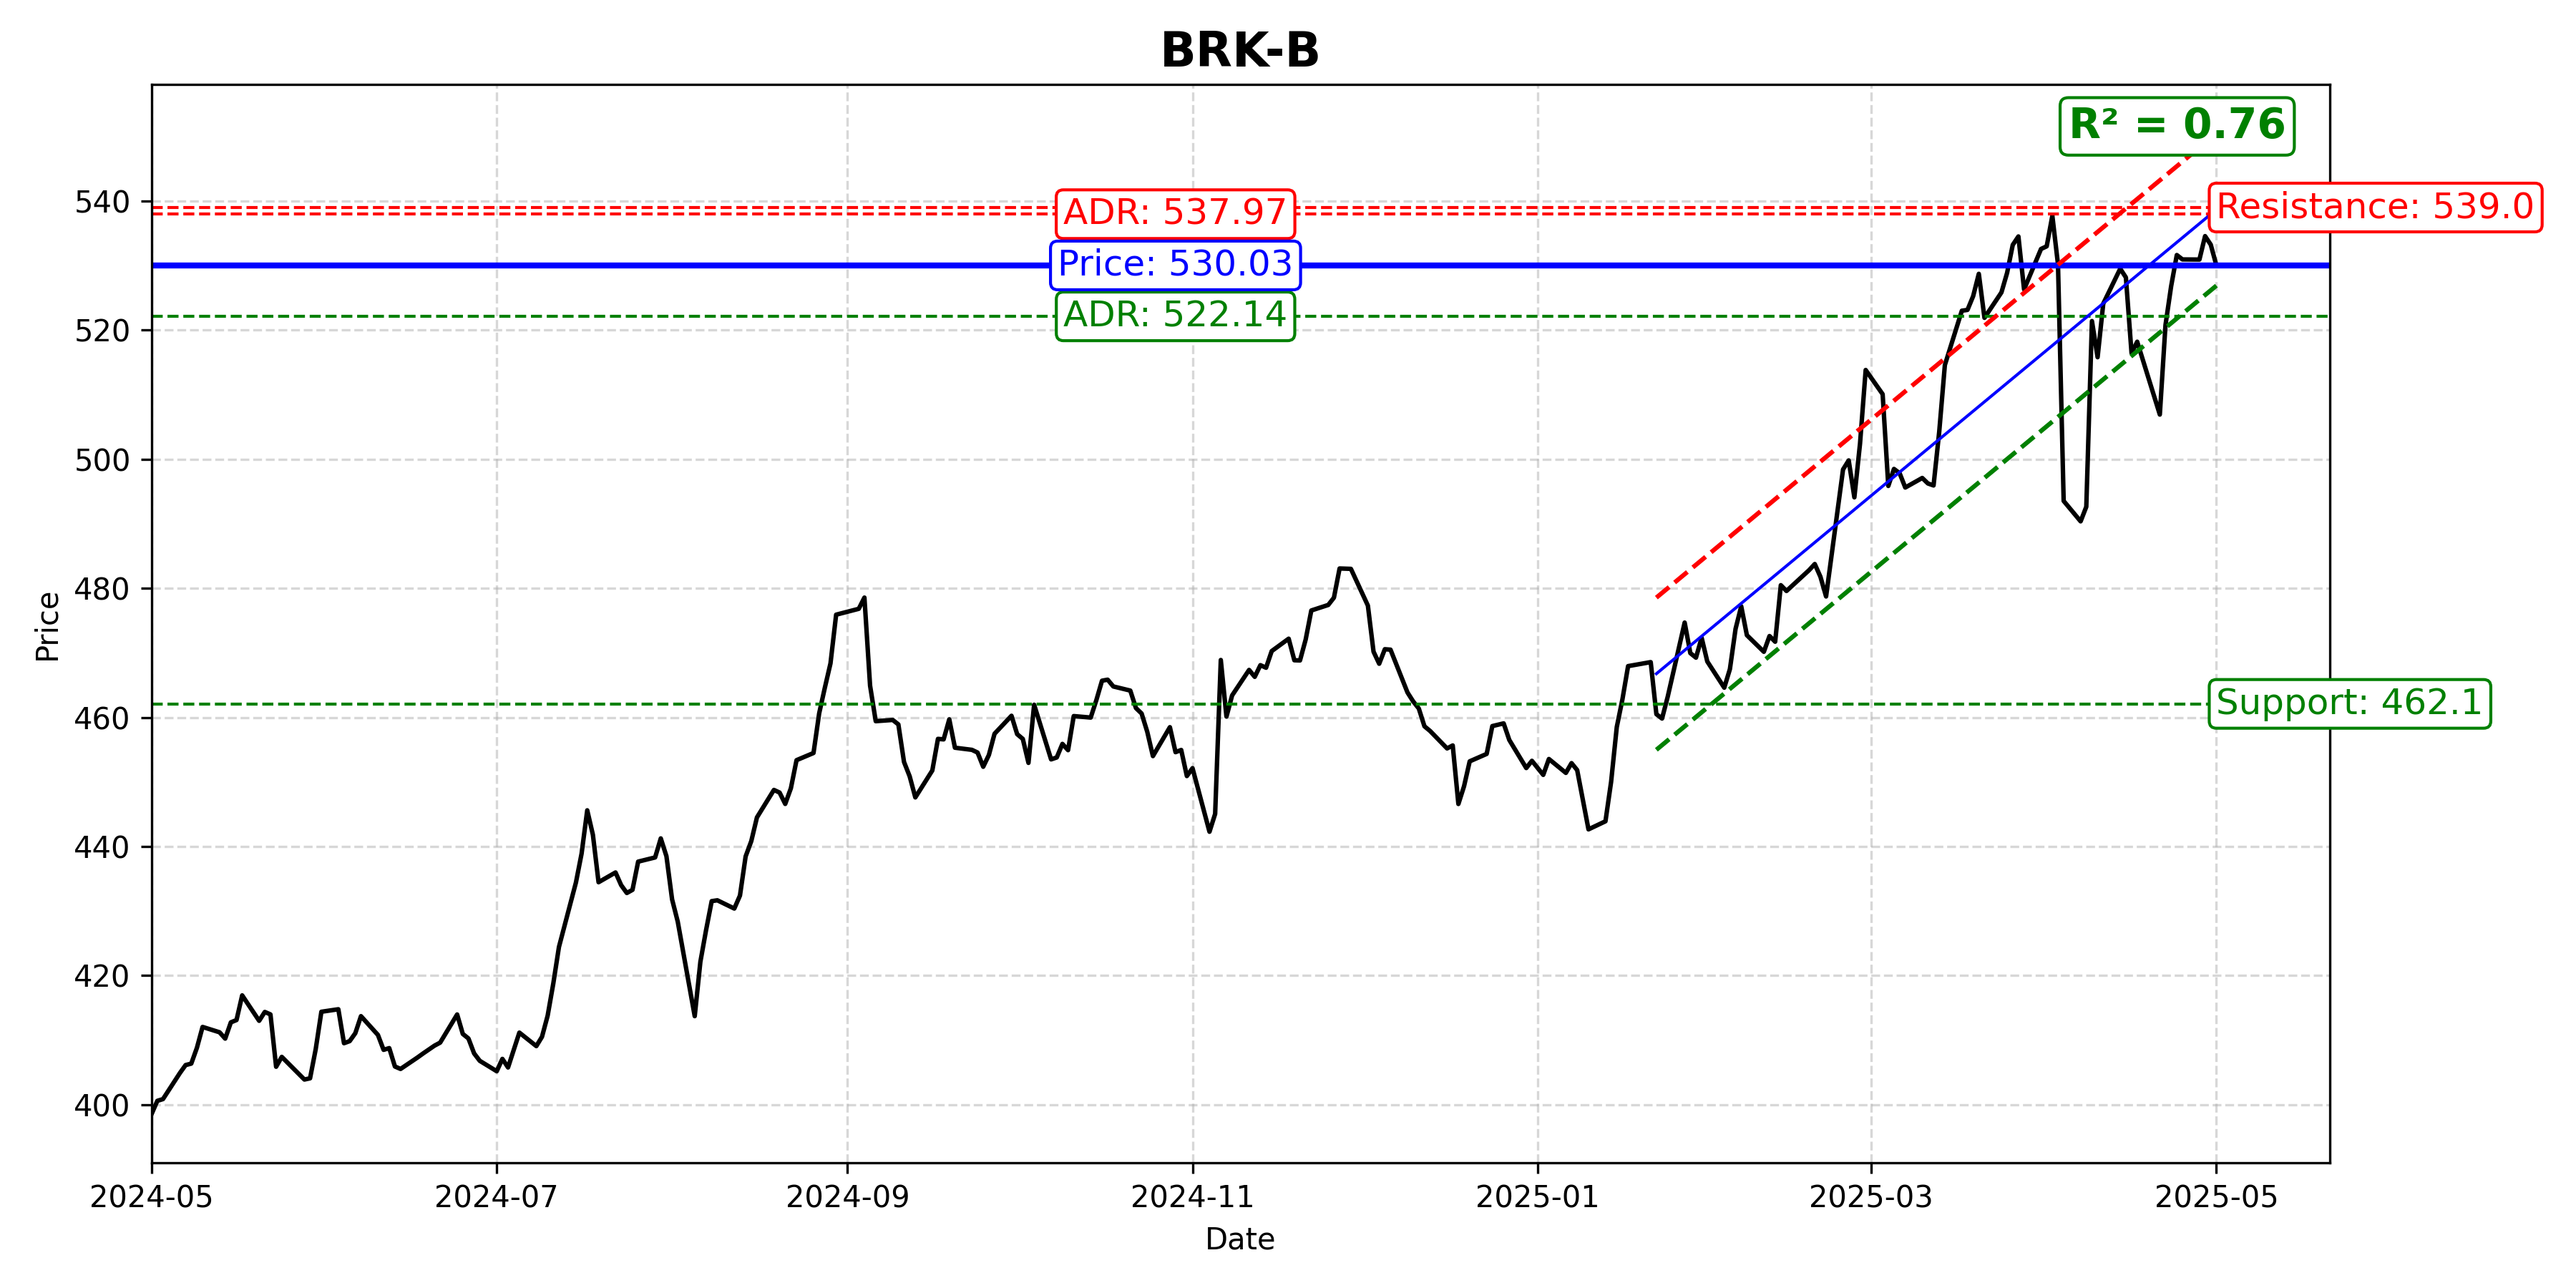 BRK-B
R² = 0.76
540
ADR: 537.97
Resistance: 539.0
Price: 530.03
ADR: 522.14
520
500
480
Price
460
Support: 462.1
440
420
400
2024-05 2024-07 2024-09 2024-11 2025-01 2025-03 2025-05
Date